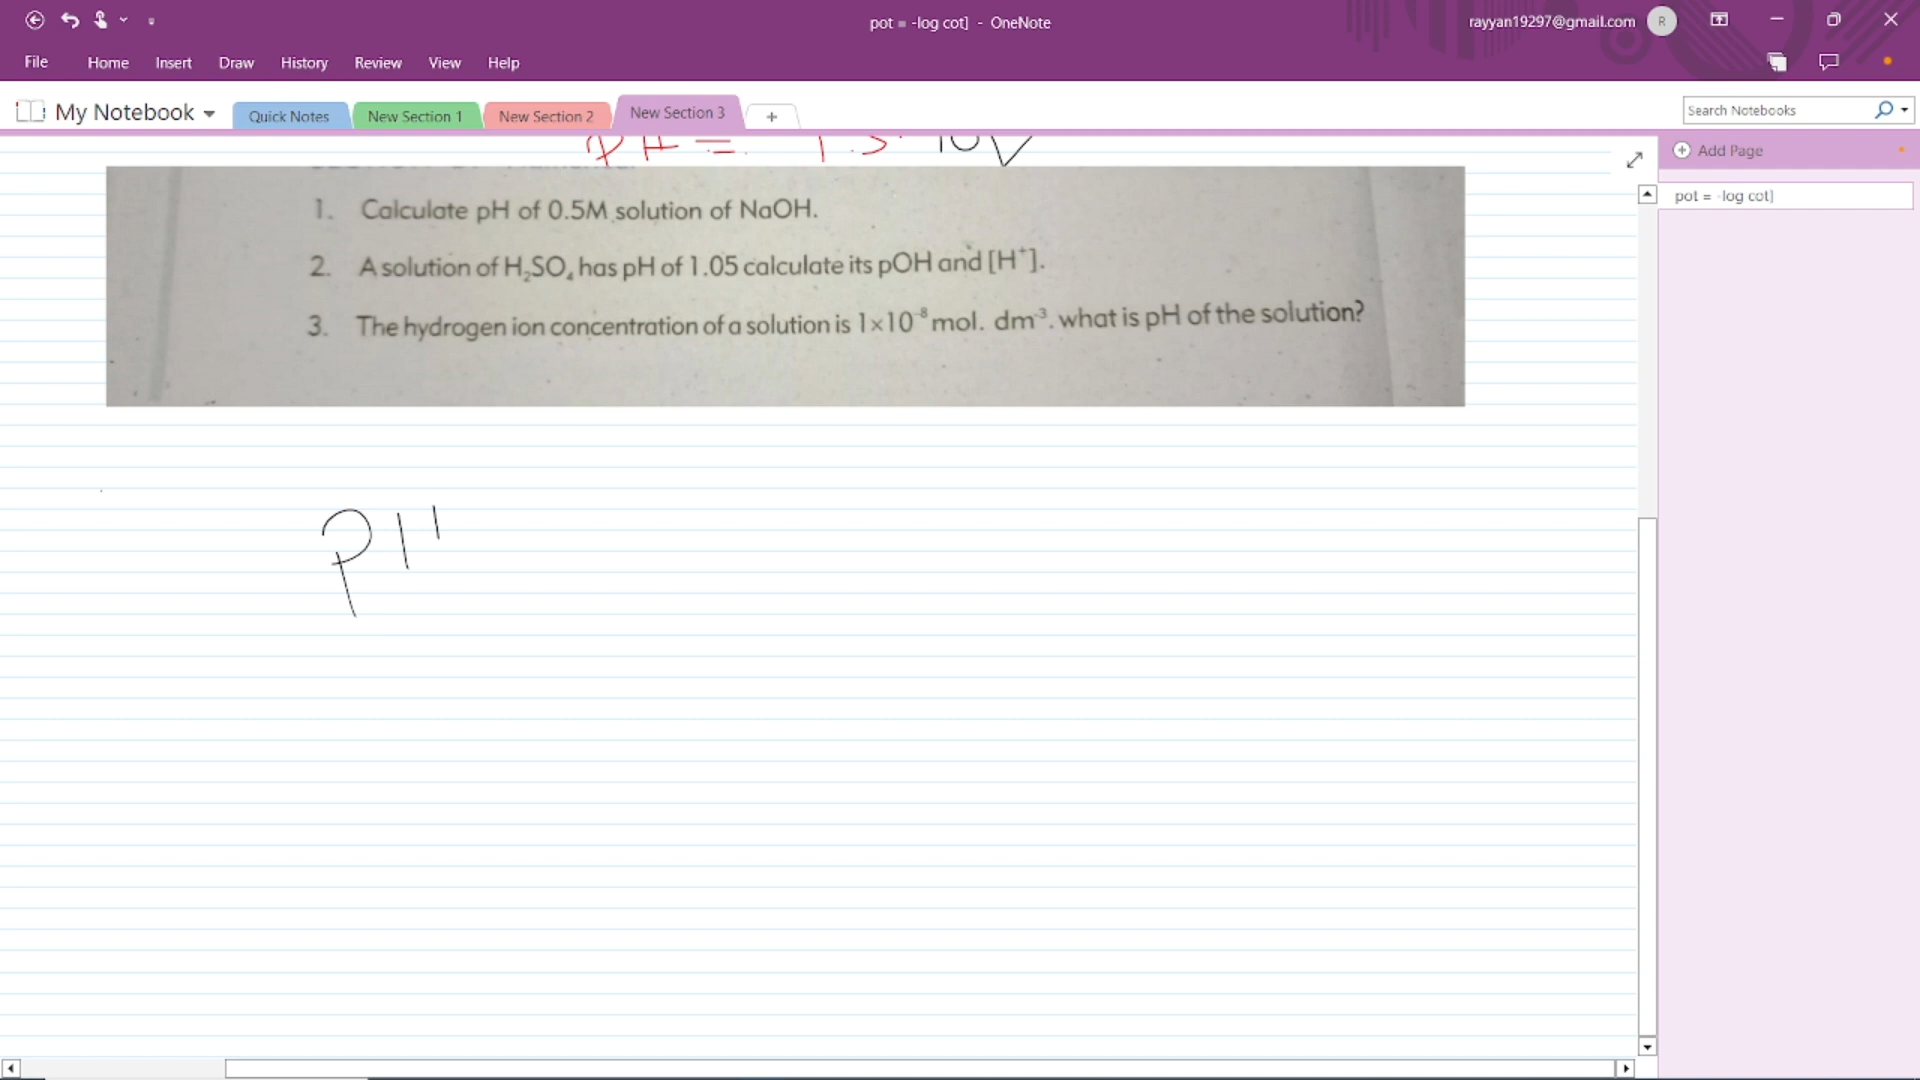 pot = -log cot] - OneNote
rayyan19297@gmail.com
R
File Home Insert Draw History Review View Help
My Notebook
Quick Notes
New Section 1
New Section 2
New Section 3
Search Notebooks
Add Page
pot = -log cot]
1. Calculate pH of 0.5M solution of NaOH.
2. A solution of H₂SO₄ has pH of 1.05 calculate its pOH and [H⁺].
3. The hydrogen ion concentration of a solution is 1×10⁻⁸ mol. dm⁻³. what is pH of the solution?